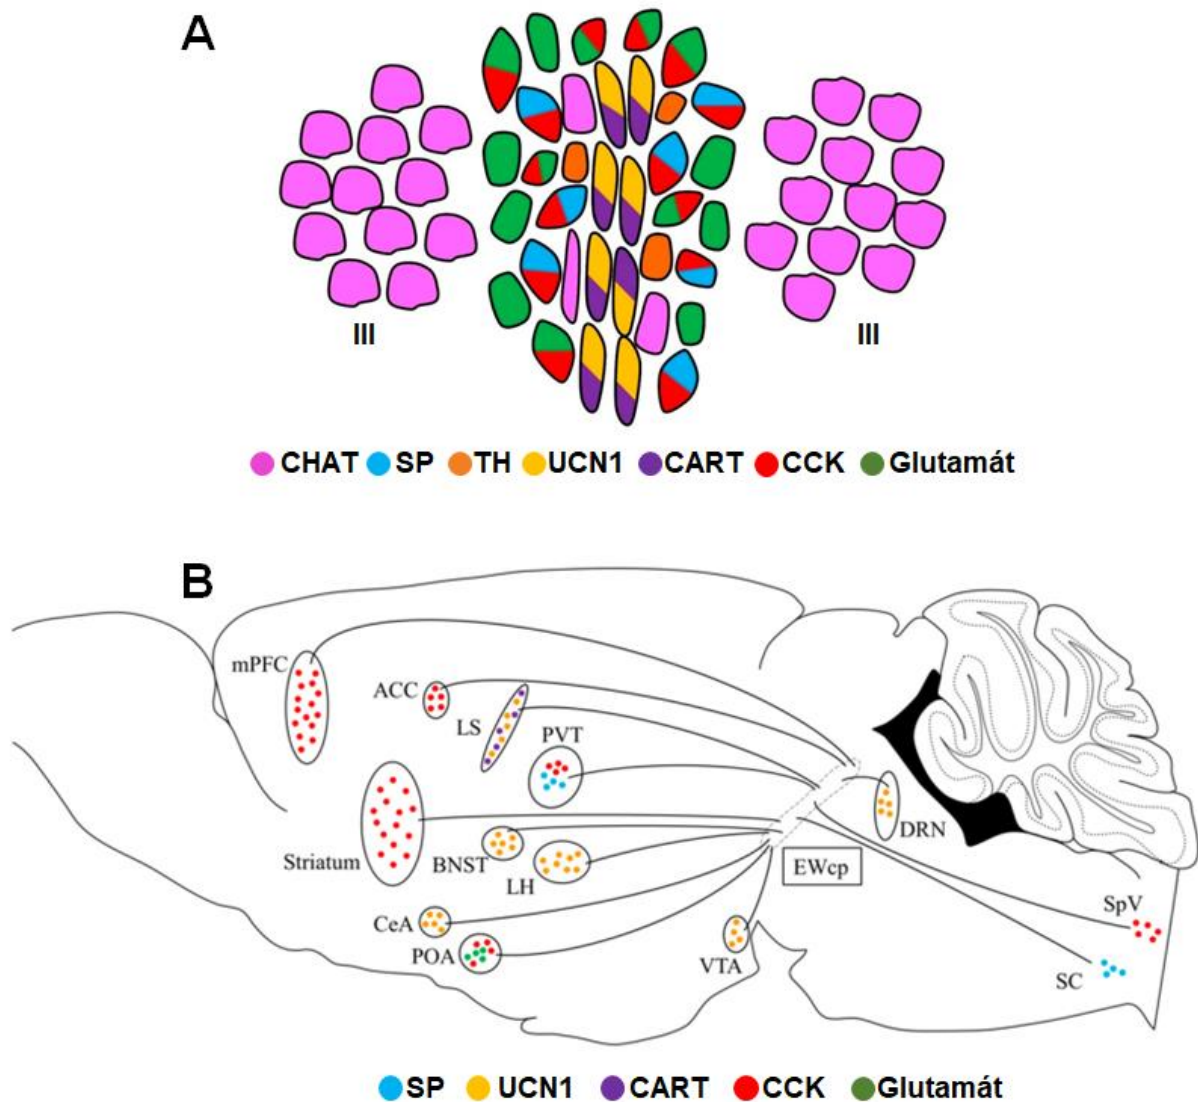 A
III III
CHAT SP TH UCN1 CART CCK Glutamát
B
mPFC
ACC
LS
PVT
Striatum
BNST
LH
DRN
EWcp
CeA
POA
VTA
SpV
SC
SP UCN1 CART CCK Glutamát